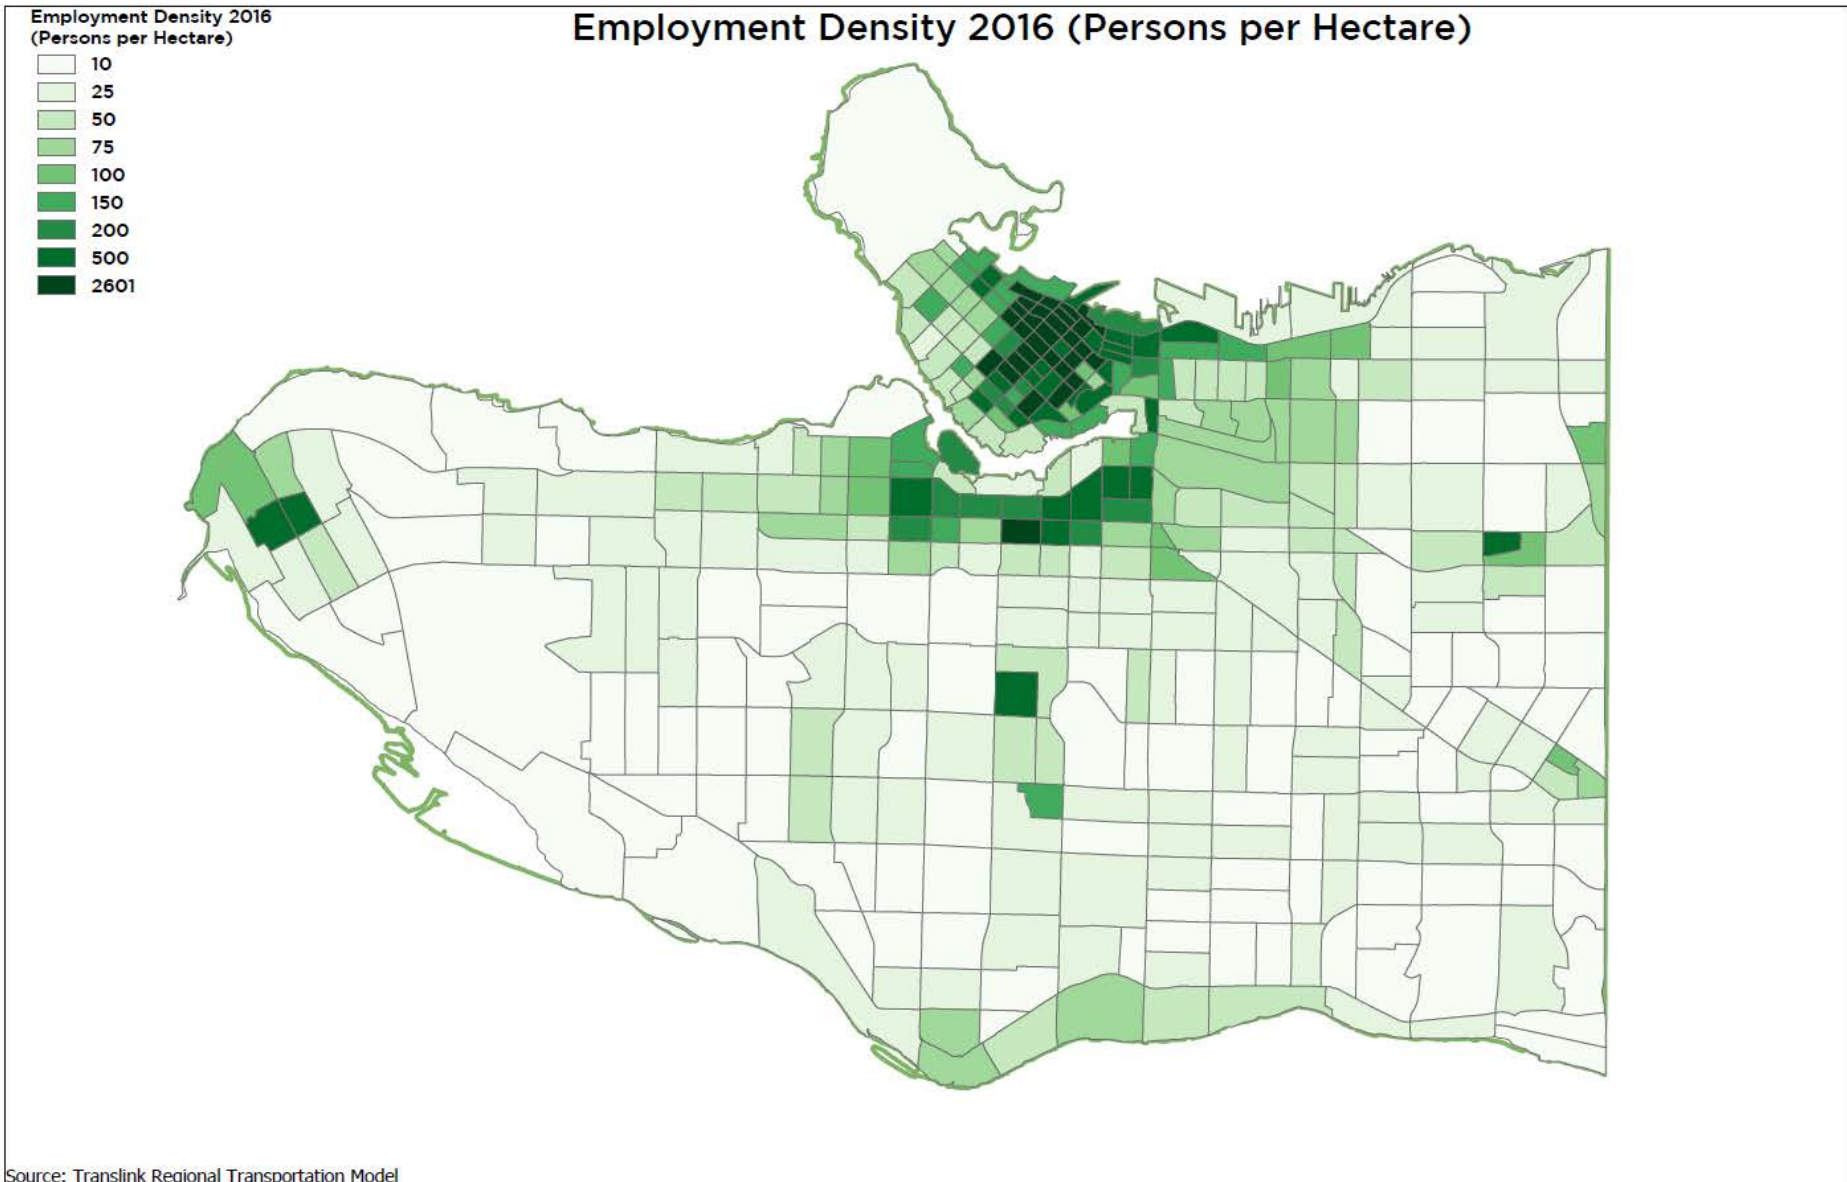 Employment Density 2016 (Persons per Hectare)
Employment Density 2016
(Persons per Hectare)
10
25
50
75
100
150
200
500
2601
Source: Translink Regional Transportation Model